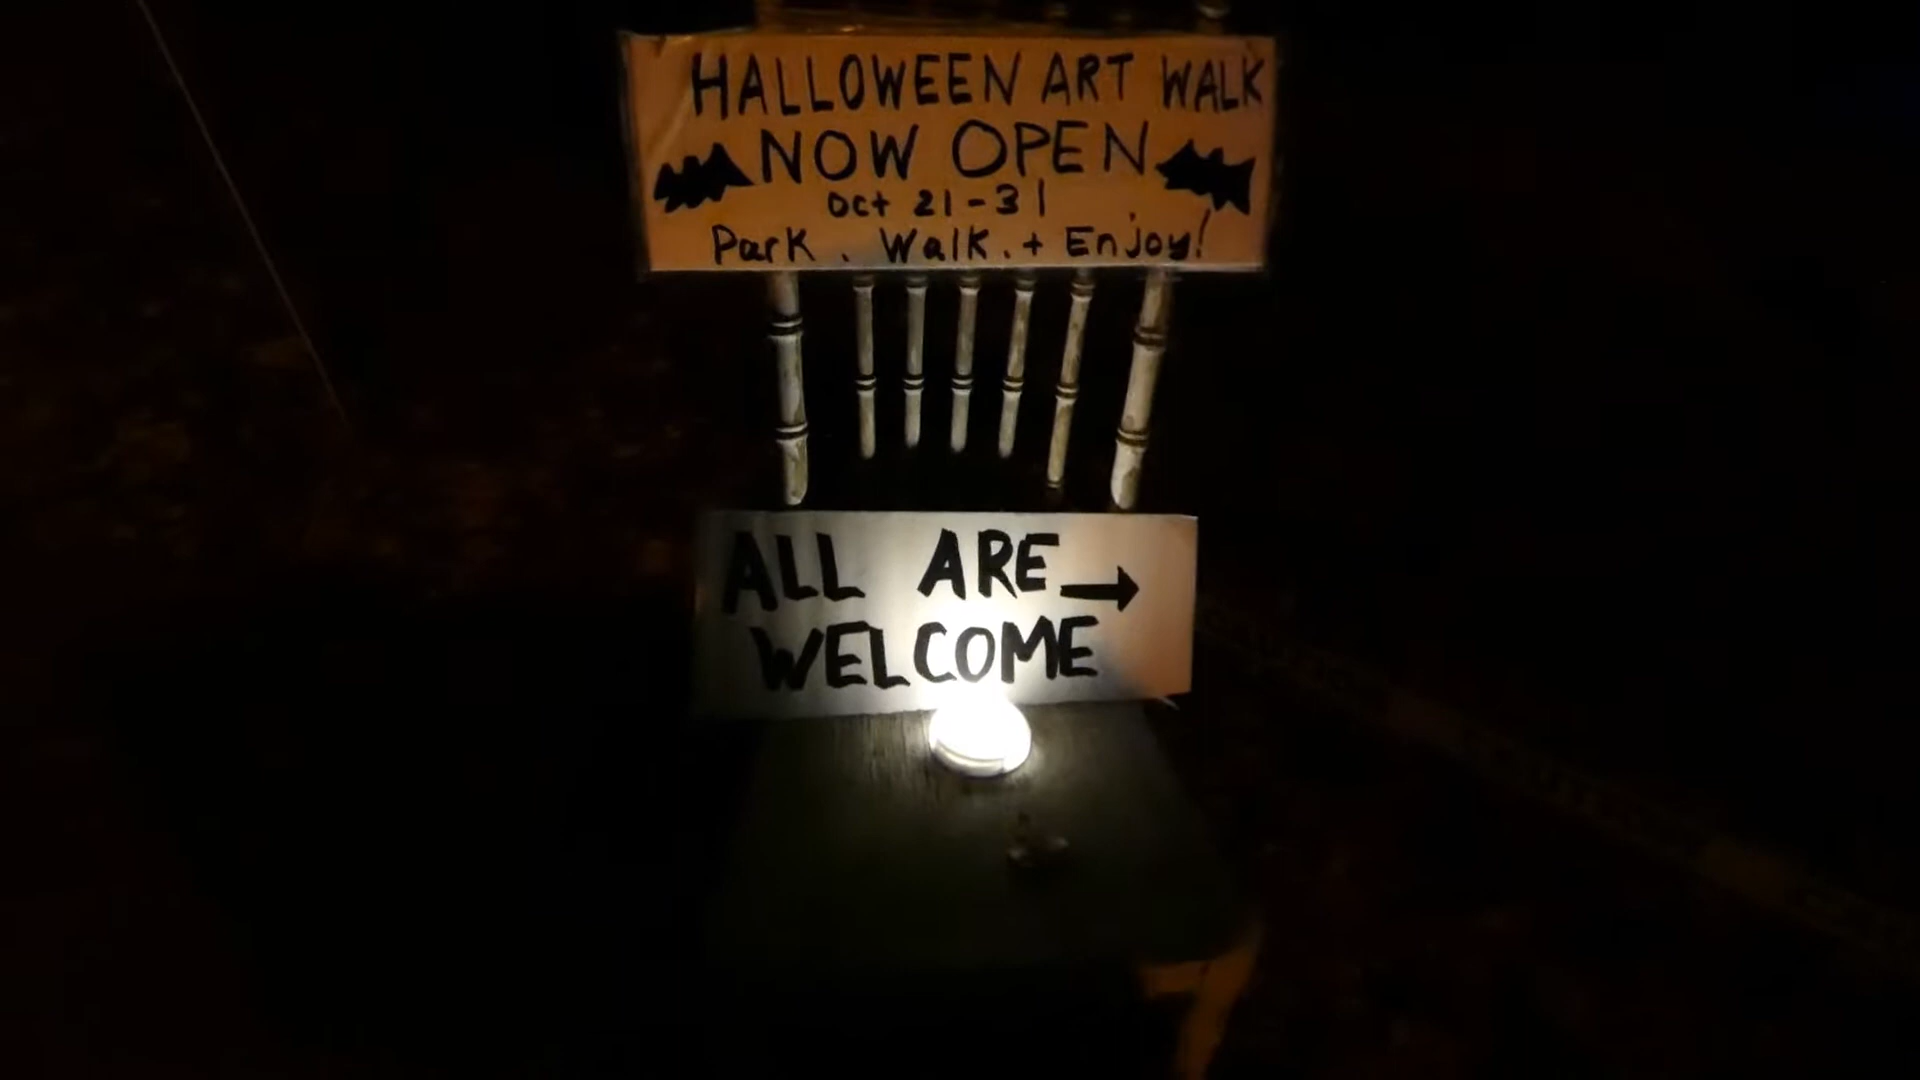 HALLOWEEN ART WALK
NOW OPEN
Oct 21-31
Park. Walk. + Enjoy!
ALL ARE →
WELCOME